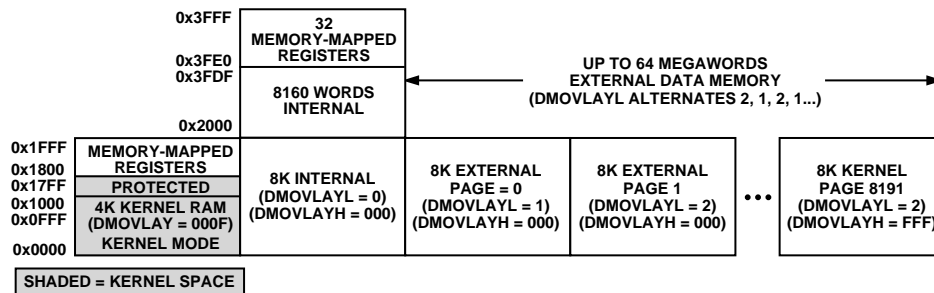 0x3FFF
32
MEMORY-MAPPED
REGISTERS
0x3FE0
0x3FDF
8160 WORDS
INTERNAL
0x2000
UP TO 64 MEGAWORDS
EXTERNAL DATA MEMORY
(DMOVLAYL ALTERNATES 2, 1, 2, 1...)
0x1FFF
MEMORY-MAPPED
REGISTERS
0x1800
0x17FF
PROTECTED
0x1000
0x0FFF
4K KERNEL RAM
(DMOVLAY = 000F)
KERNEL MODE
0x0000
8K INTERNAL
(DMOVLAYL = 0)
(DMOVLAYH = 000)
8K EXTERNAL
PAGE = 0
(DMOVLAYL = 1)
(DMOVLAYH = 000)
8K EXTERNAL
PAGE 1
(DMOVLAYL = 2)
(DMOVLAYH = 000)
8K KERNEL
PAGE 8191
(DMOVLAYL = 2)
(DMOVLAYH = FFF)
SHADED = KERNEL SPACE